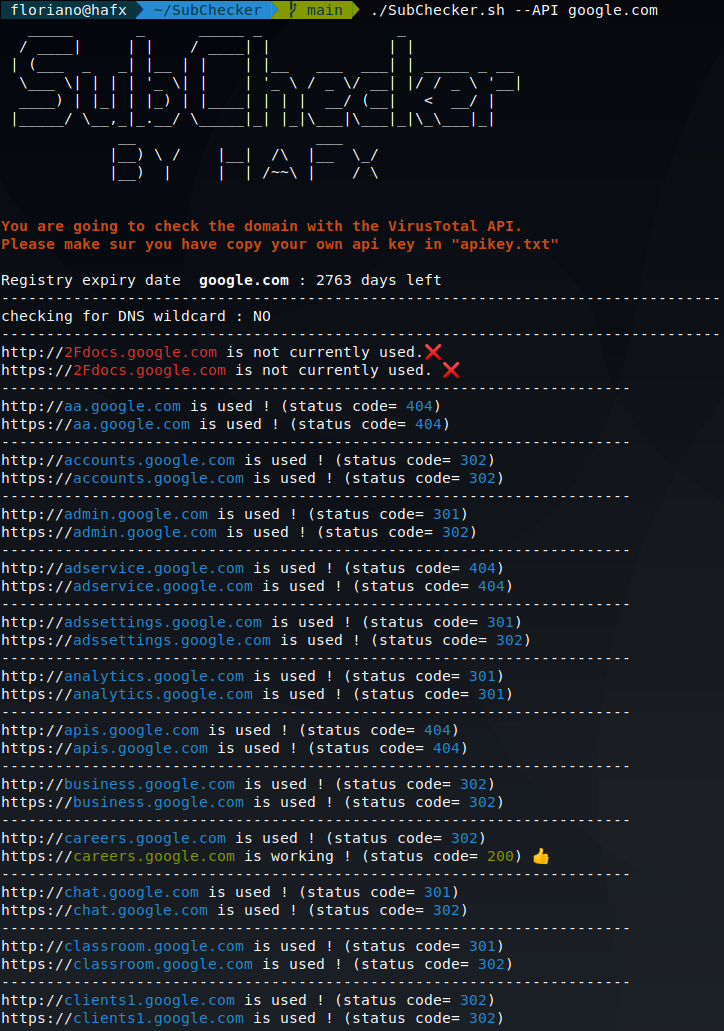 floriano@hafx ~/SubChecker main ./SubChecker.sh --API google.com
SubChecker
BY HAFX
You are going to check the domain with the VirusTotal API.
Please make sur you have copy your own api key in "apikey.txt"
Registry expiry date  google.com : 2763 days left
--------------------------------------------------------------------------------
checking for DNS wildcard : NO
--------------------------------------------------------------------------------
http://2Fdocs.google.com is not currently used.❌
https://2Fdocs.google.com is not currently used. ❌
----------------------------------------------------------------------
http://aa.google.com is used ! (status code= 404)
https://aa.google.com is used ! (status code= 404)
----------------------------------------------------------------------
http://accounts.google.com is used ! (status code= 302)
https://accounts.google.com is used ! (status code= 302)
----------------------------------------------------------------------
http://admin.google.com is used ! (status code= 301)
https://admin.google.com is used ! (status code= 302)
----------------------------------------------------------------------
http://adservice.google.com is used ! (status code= 404)
https://adservice.google.com is used ! (status code= 404)
----------------------------------------------------------------------
http://adssettings.google.com is used ! (status code= 301)
https://adssettings.google.com is used ! (status code= 302)
----------------------------------------------------------------------
http://analytics.google.com is used ! (status code= 301)
https://analytics.google.com is used ! (status code= 301)
----------------------------------------------------------------------
http://apis.google.com is used ! (status code= 404)
https://apis.google.com is used ! (status code= 404)
----------------------------------------------------------------------
http://business.google.com is used ! (status code= 302)
https://business.google.com is used ! (status code= 302)
----------------------------------------------------------------------
http://careers.google.com is used ! (status code= 302)
https://careers.google.com is working ! (status code= 200) 👍
----------------------------------------------------------------------
http://chat.google.com is used ! (status code= 301)
https://chat.google.com is used ! (status code= 302)
----------------------------------------------------------------------
http://classroom.google.com is used ! (status code= 301)
https://classroom.google.com is used ! (status code= 302)
----------------------------------------------------------------------
http://clients1.google.com is used ! (status code= 302)
https://clients1.google.com is used ! (status code= 302)